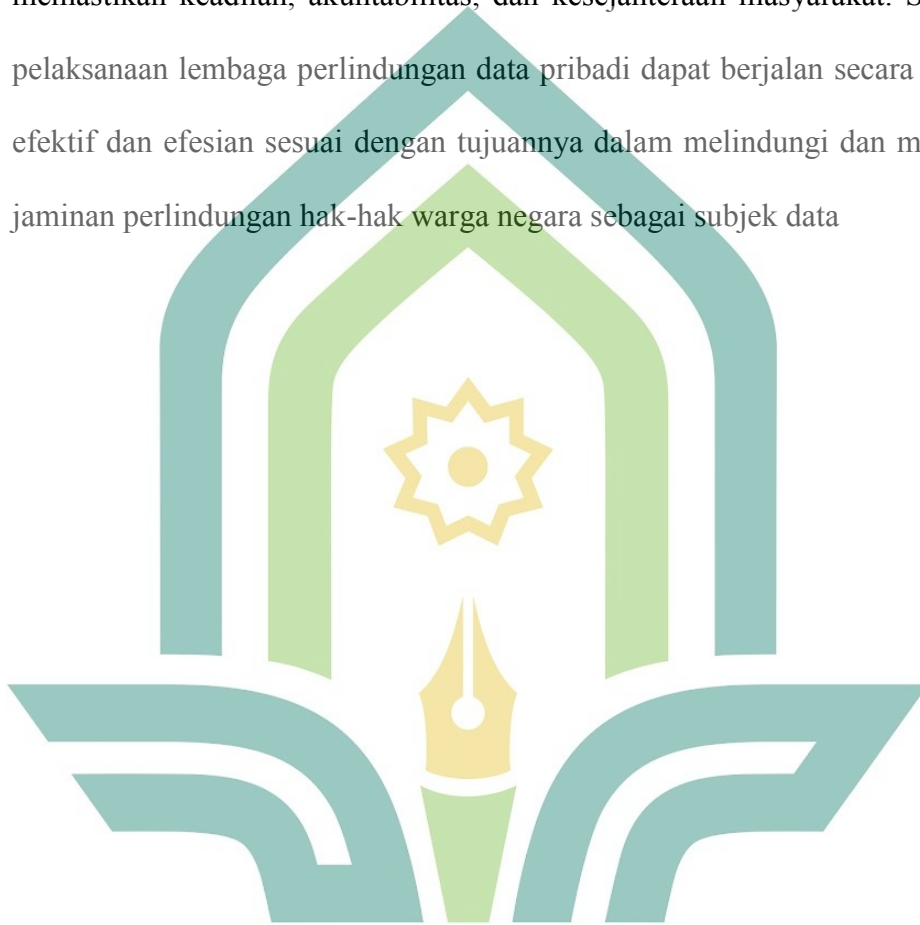 memastikan keadilan, akuntabilitas, dan kesejahteraan masyarakat. S
pelaksanaan lembaga perlindungan data pribadi dapat berjalan secara
efektif dan efesian sesuai dengan tujuannya dalam melindungi dan m
jaminan perlindungan hak-hak warga negara sebagai subjek data